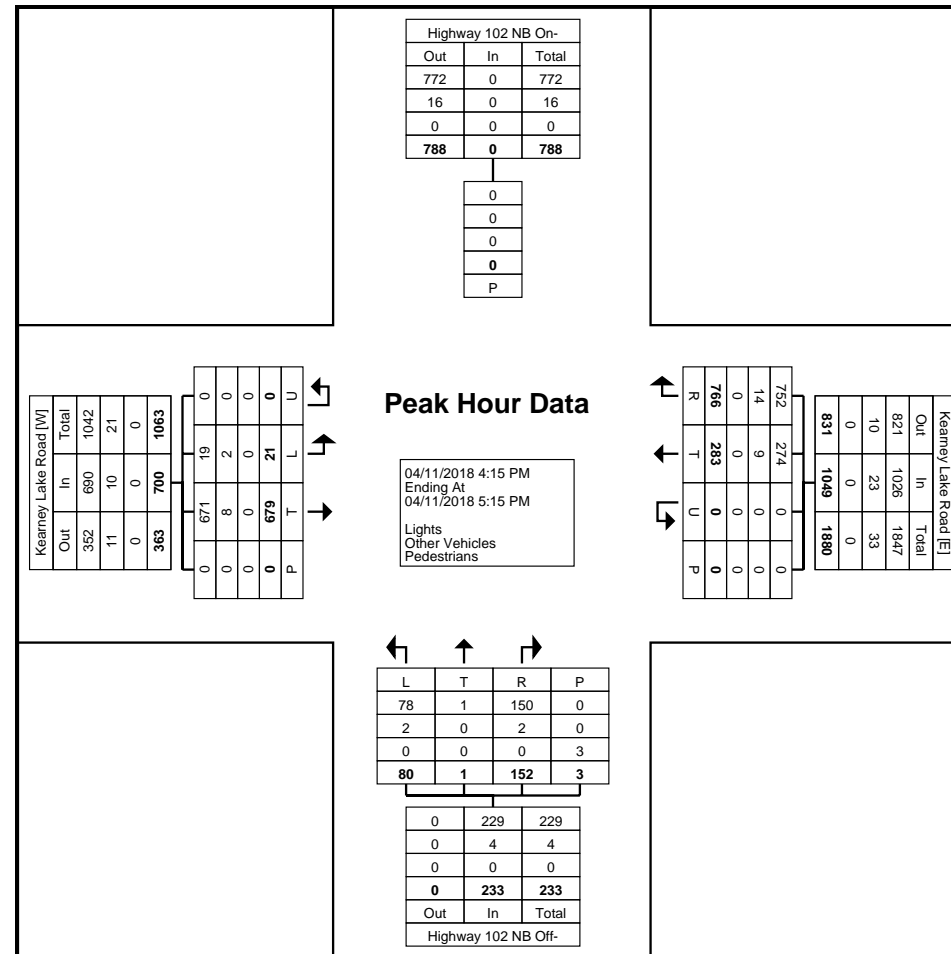 Highway 102 NB On-
Out In Total
772 0 772
16 0 16
0 0 0
788 0 788
0
0
0
0
P
Kearney Lake Road [W]
Total 1042 21 0 1063
In 690 10 0 700
Out 352 11 0 363
0 0 0 0 U
19 2 0 21 L
671 8 0 679 T
0 0 0 0 P
Peak Hour Data
04/11/2018 4:15 PM
Ending At
04/11/2018 5:15 PM
Lights
Other Vehicles
Pedestrians
R 766 0 14 752
T 283 0 9 274
U 0 0 0 0
P 0 0 0 0
Kearney Lake Road [E]
Out In Total
821 1026 1847
10 23 33
0 0 0
831 1049 1880
L T R P
78 1 150 0
2 0 2 0
0 0 0 3
80 1 152 3
0 229 229
0 4 4
0 0 0
0 233 233
Out In Total
Highway 102 NB Off-